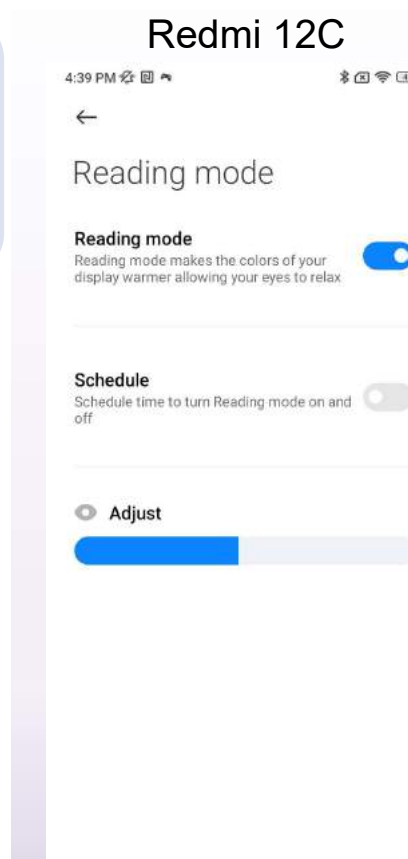 Redmi 12C
4:39 PM
Reading mode
Reading mode
Reading mode makes the colors of your
display warmer allowing your eyes to relax
Schedule
Schedule time to turn Reading mode on and
off
Adjust